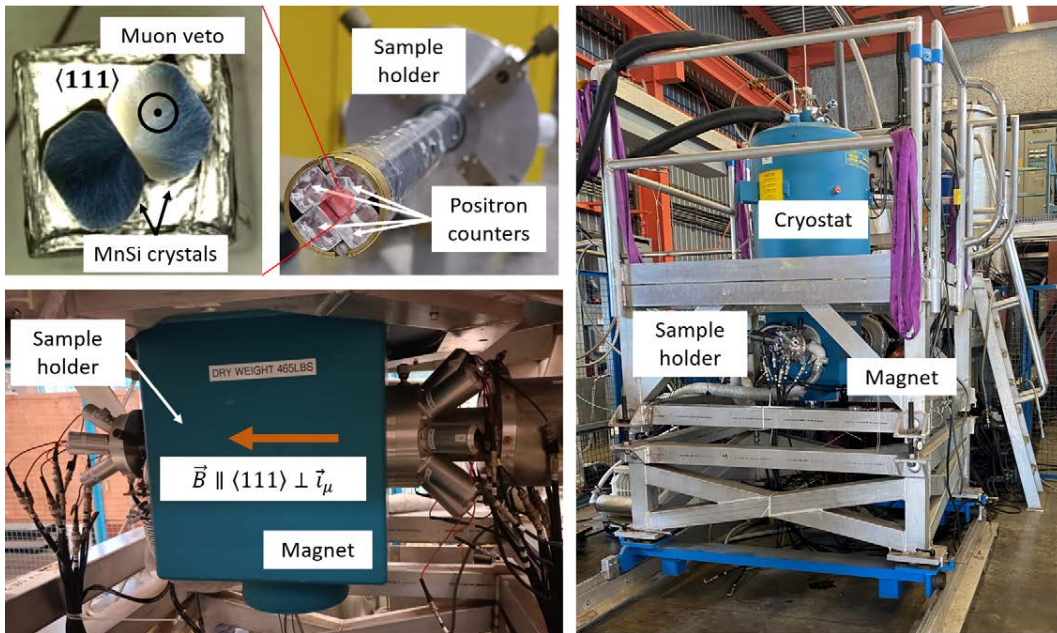 Muon veto
⟨111⟩
MnSi crystals
Sample
holder
Positron
counters
Sample
holder
DRY WEIGHT 465LBS
B⃗ ∥ ⟨111⟩ ⊥ i⃗μ
Magnet
Cryostat
Sample
holder
Magnet